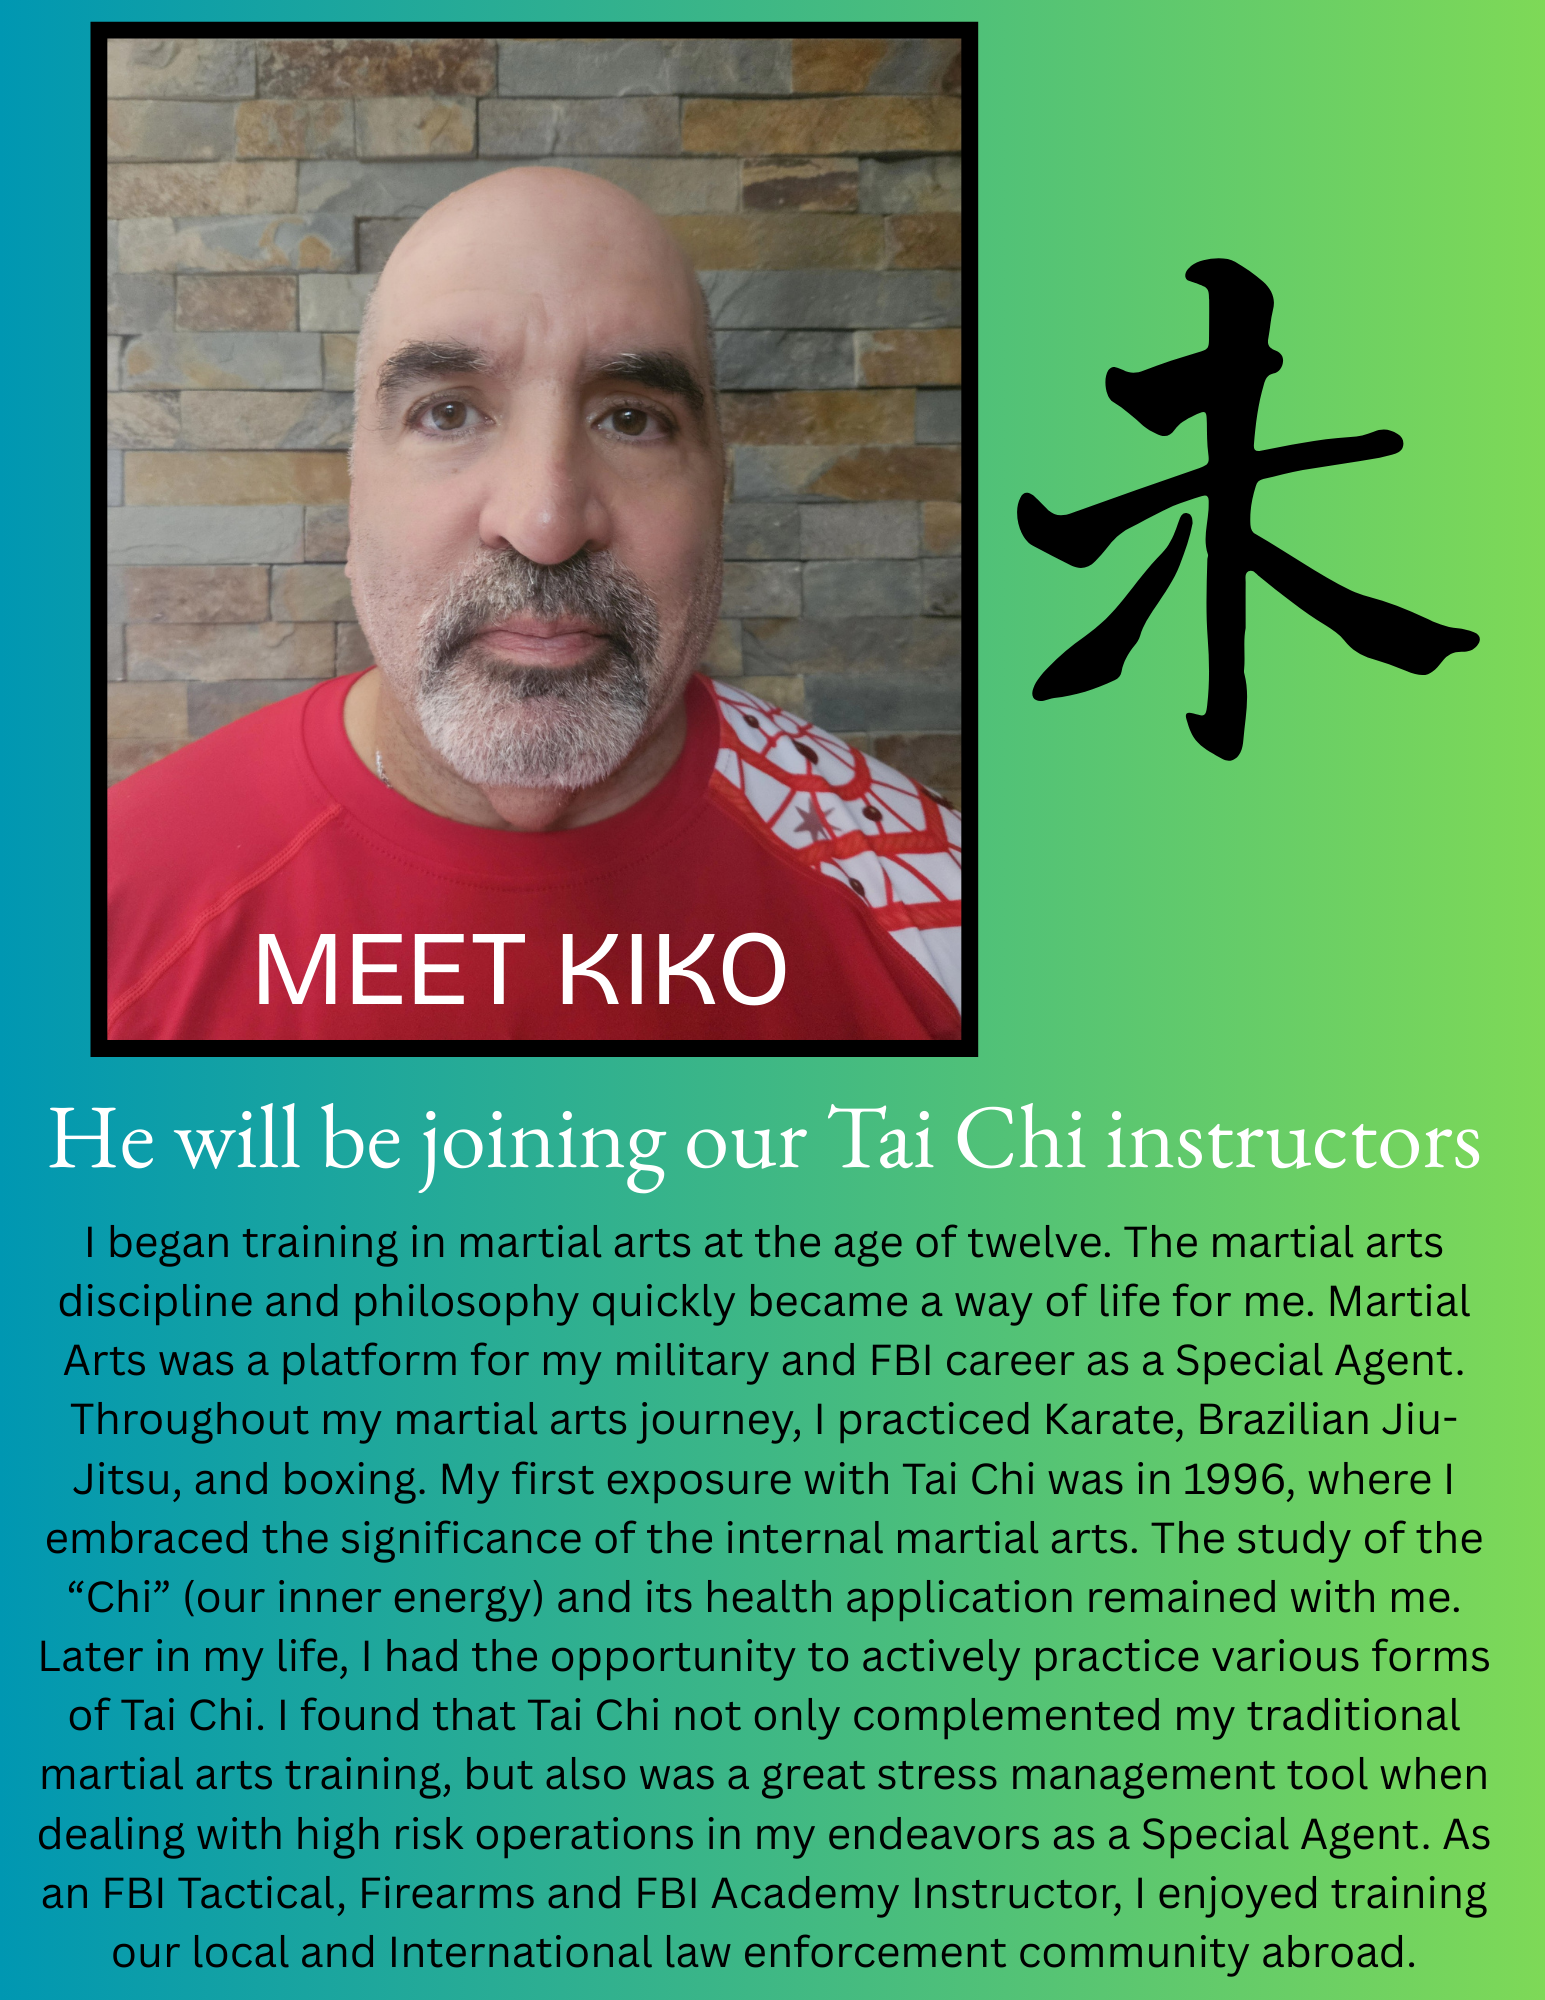 未
MEET KIKO
He will be joining our Tai Chi instructors
I began training in martial arts at the age of twelve. The martial arts
discipline and philosophy quickly became a way of life for me. Martial
Arts was a platform for my military and FBI career as a Special Agent.
Throughout my martial arts journey, I practiced Karate, Brazilian Jiu-
Jitsu, and boxing. My first exposure with Tai Chi was in 1996, where I
embraced the significance of the internal martial arts. The study of the
“Chi” (our inner energy) and its health application remained with me.
Later in my life, I had the opportunity to actively practice various forms
of Tai Chi. I found that Tai Chi not only complemented my traditional
martial arts training, but also was a great stress management tool when
dealing with high risk operations in my endeavors as a Special Agent. As
an FBI Tactical, Firearms and FBI Academy Instructor, I enjoyed training
our local and International law enforcement community abroad.